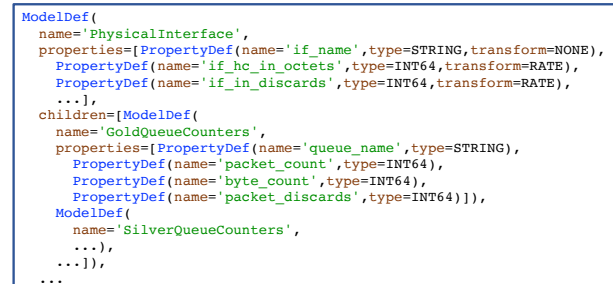 ModelDef(
  name='PhysicalInterface',
  properties=[PropertyDef(name='if_name',type=STRING,transform=NONE),
    PropertyDef(name='if_hc_in_octets',type=INT64,transform=RATE),
    PropertyDef(name='if_in_discards',type=INT64,transform=RATE),
    ...],
  children=[ModelDef(
    name='GoldQueueCounters',
    properties=[PropertyDef(name='queue_name',type=STRING),
      PropertyDef(name='packet_count',type=INT64),
      PropertyDef(name='byte_count',type=INT64),
      PropertyDef(name='packet_discards',type=INT64)]),
    ModelDef(
      name='SilverQueueCounters',
      ...),
    ...]),
  ...